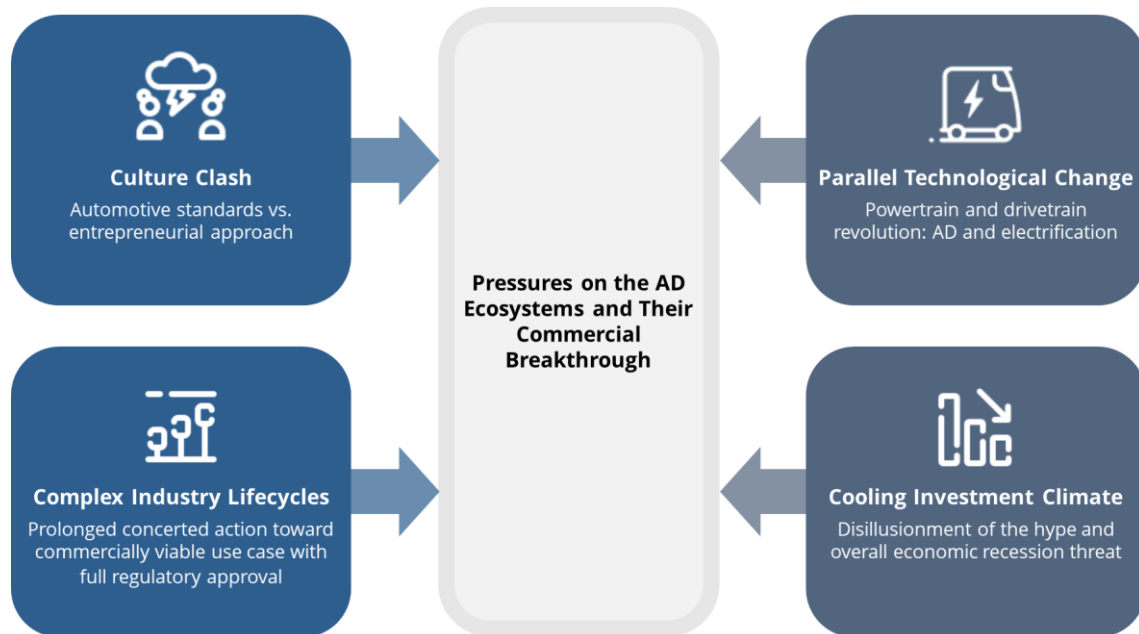 Culture Clash
Automotive standards vs.
entrepreneurial approach
Complex Industry Lifecycles
Prolonged concerted action toward
commercially viable use case with
full regulatory approval
Pressures on the AD
Ecosystems and Their
Commercial
Breakthrough
Parallel Technological Change
Powertrain and drivetrain
revolution: AD and electrification
Cooling Investment Climate
Disillusionment of the hype and
overall economic recession threat